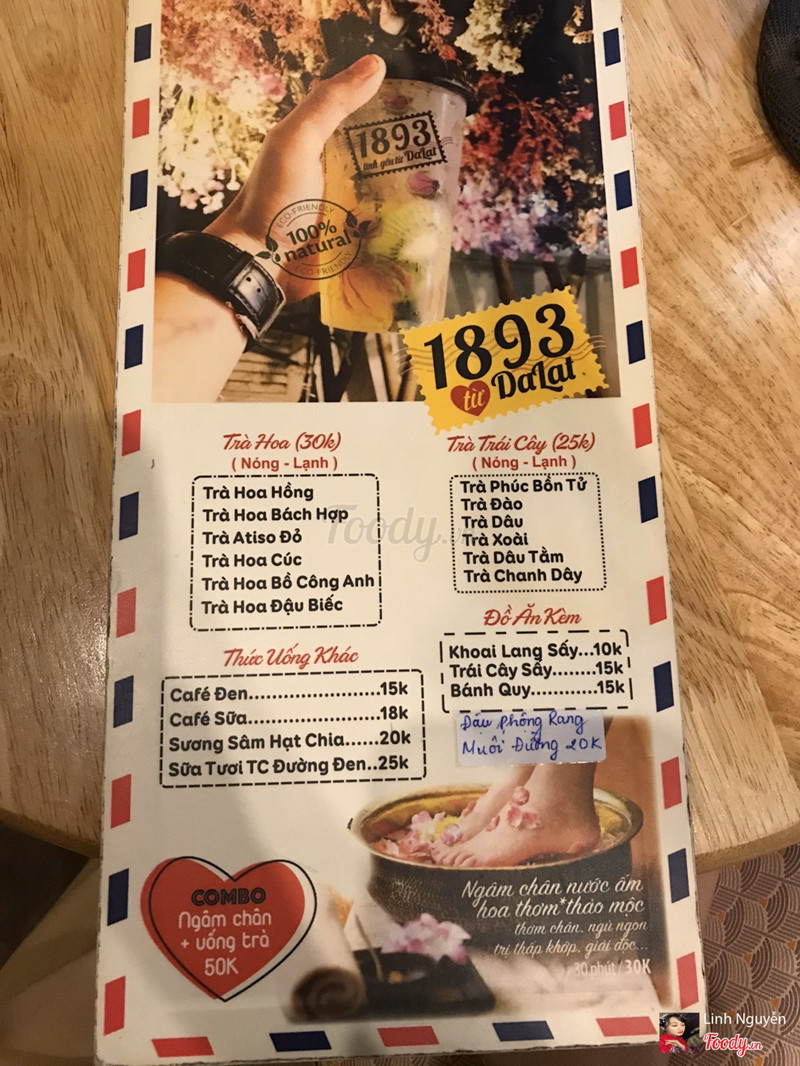 1893
tình yêu từ DaLat
ECO-FRIENDLY
100%
natural
ECO-FRIENDLY
1893
từ DaLat
Trà Hoa (30k)
( Nóng - Lạnh )
Trà Hoa Hồng
Trà Hoa Bách Hợp
Trà Atiso Đỏ
Trà Hoa Cúc
Trà Hoa Bồ Công Anh
Trà Hoa Đậu Biếc
Trà Trái Cây (25k)
( Nóng - Lạnh )
Trà Phúc Bồn Tử
Trà Đào
Trà Dâu
Trà Xoài
Trà Dâu Tằm
Trà Chanh Dây
Foody.vn
Thức Uống Khác
Café Đen......................15k
Café Sữa......................18k
Sương Sâm Hạt Chia......20k
Sữa Tươi TC Đường Đen..25k
Đồ Ăn Kèm
Khoai Lang Sấy...10k
Trái Cây Sấy........15k
Bánh Quy............15k
Đậu Phộng Rang
Muối Đường 20K
COMBO
Ngâm chân
+ uống trà
50K
Ngâm chân nước ấm
hoa thơm*thảo mộc
thơm chân, ngủ ngon
trị thấp khớp, giải độc...
30 phút / 30K
Linh Nguyễn
Foody.vn